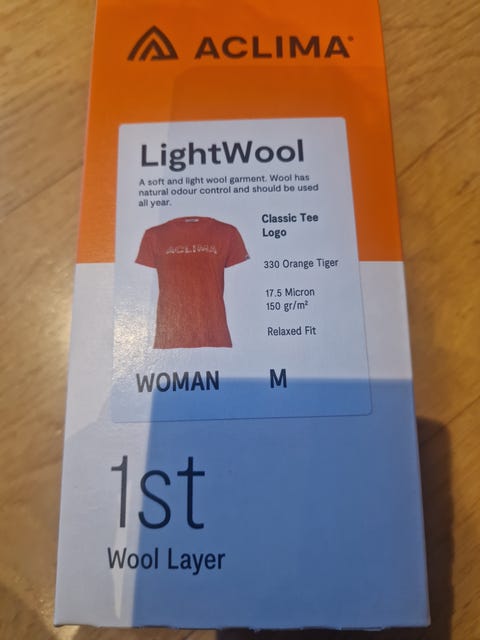 ACLIMA
LightWool
A soft and light wool garment. Wool has
natural odour control and should be used
all year.
Classic Tee
Logo
ACLIMA
330 Orange Tiger
17.5 Micron
150 gr/m²
Relaxed Fit
WOMAN M
1st
Wool Layer